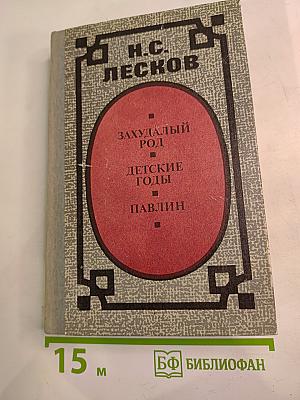 Н.С.
ЛЕСКОВ
ЗАХУДАЛЫЙ
РОД
ДЕТСКИЕ
ГОДЫ
ПАВЛИН
15 м
БФ БИБЛИОФАН